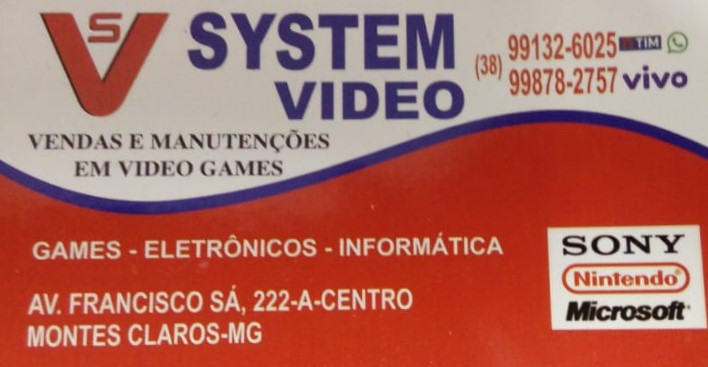 VS
SYSTEM
VIDEO
(38)
99132-6025 TIM
99878-2757 vivo
VENDAS E MANUTENÇÕES
EM VIDEO GAMES
GAMES - ELETRÔNICOS - INFORMÁTICA
AV. FRANCISCO SÁ, 222-A-CENTRO
MONTES CLAROS-MG
SONY
Nintendo®
Microsoft®